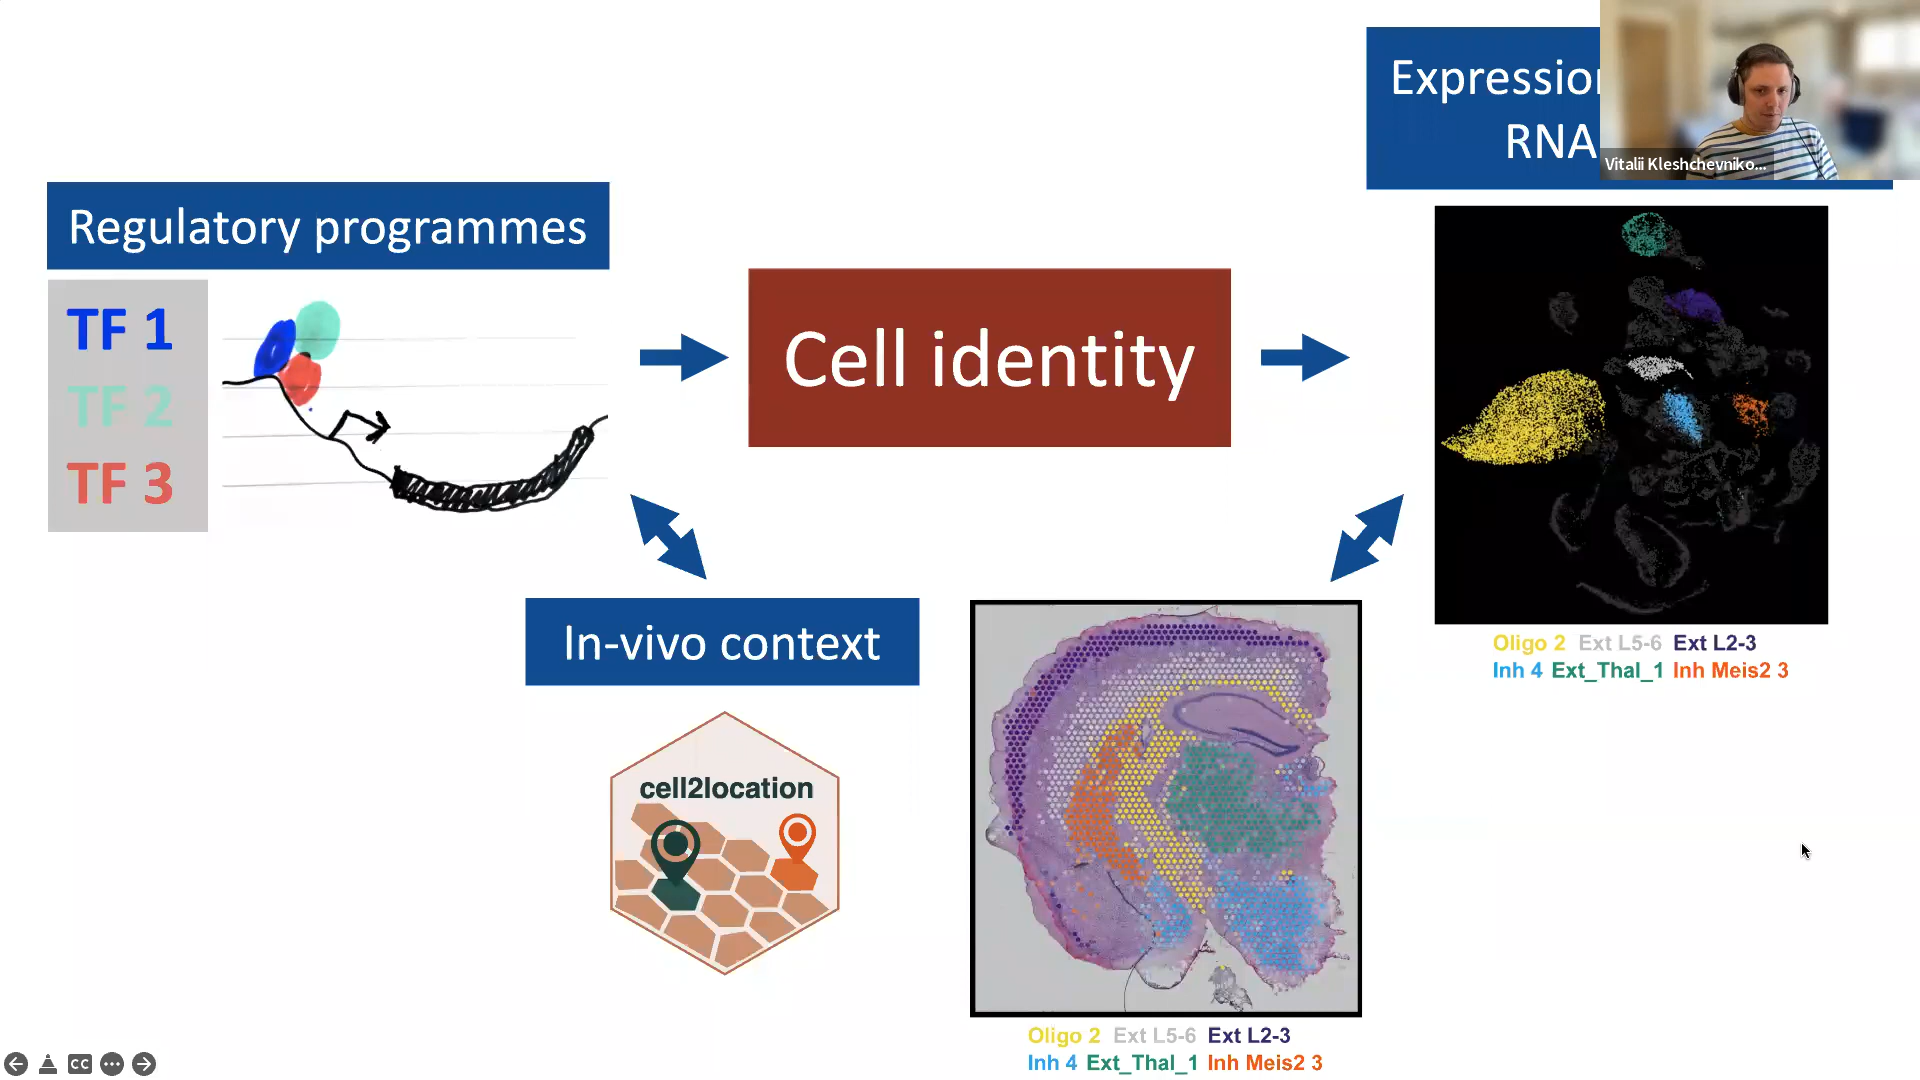 Regulatory programmes
TF 1
TF 2
TF 3
Cell identity
RNA
Vitalii Kleshchevniko...
Oligo 2 Ext L5-6 Ext L2-3
Inh 4 Ext_Thal_1 Inh Meis2 3
In-vivo context
cell2location
Oligo 2 Ext L5-6 Ext L2-3
Inh 4 Ext_Thal_1 Inh Meis2 3
CC